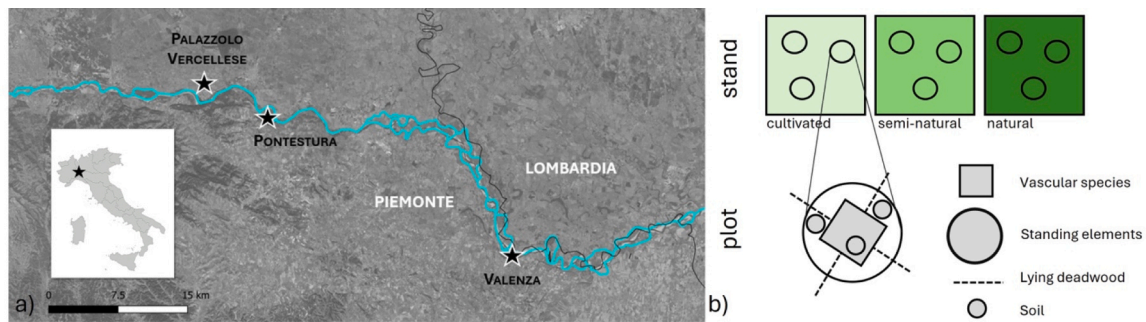 PALAZZOLO
VERCELLESE
PONTESTURA
LOMBARDIA
PIEMONTE
VALENZA
a)
0 7.5 15 km
stand
cultivated semi-natural natural
plot
Vascular species
Standing elements
Lying deadwood
Soil
b)